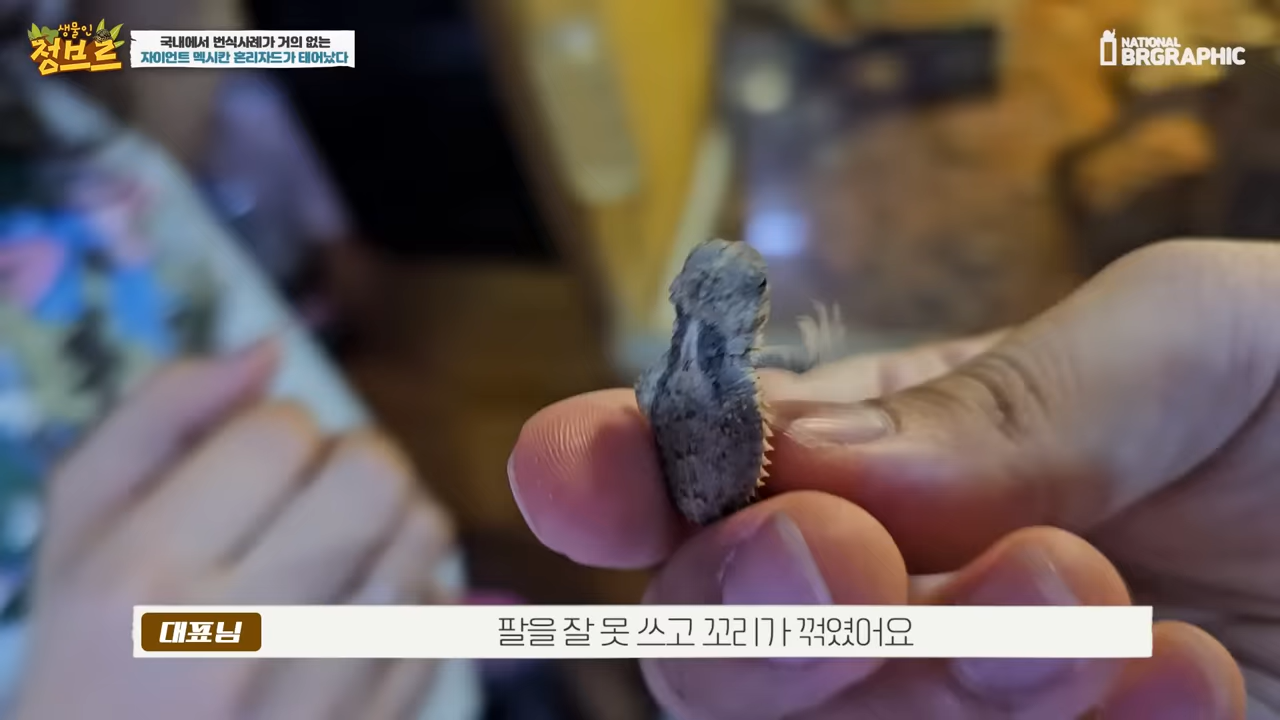 생물인
정브르
국내에서 번식사례가 거의 없는
자이언트 멕시칸 혼리자드가 태어났다
NATIONAL
BRGRAPHIC
대표님
팔을 잘 못 쓰고 꼬리가 꺾였어요